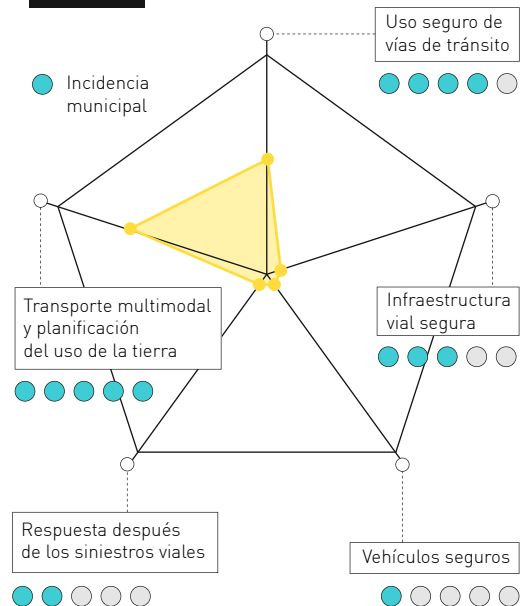 Uso seguro de
vías de tránsito
Incidencia
municipal
Transporte multimodal
y planificación
del uso de la tierra
Infraestructura
vial segura
Respuesta después
de los siniestros viales
Vehículos seguros